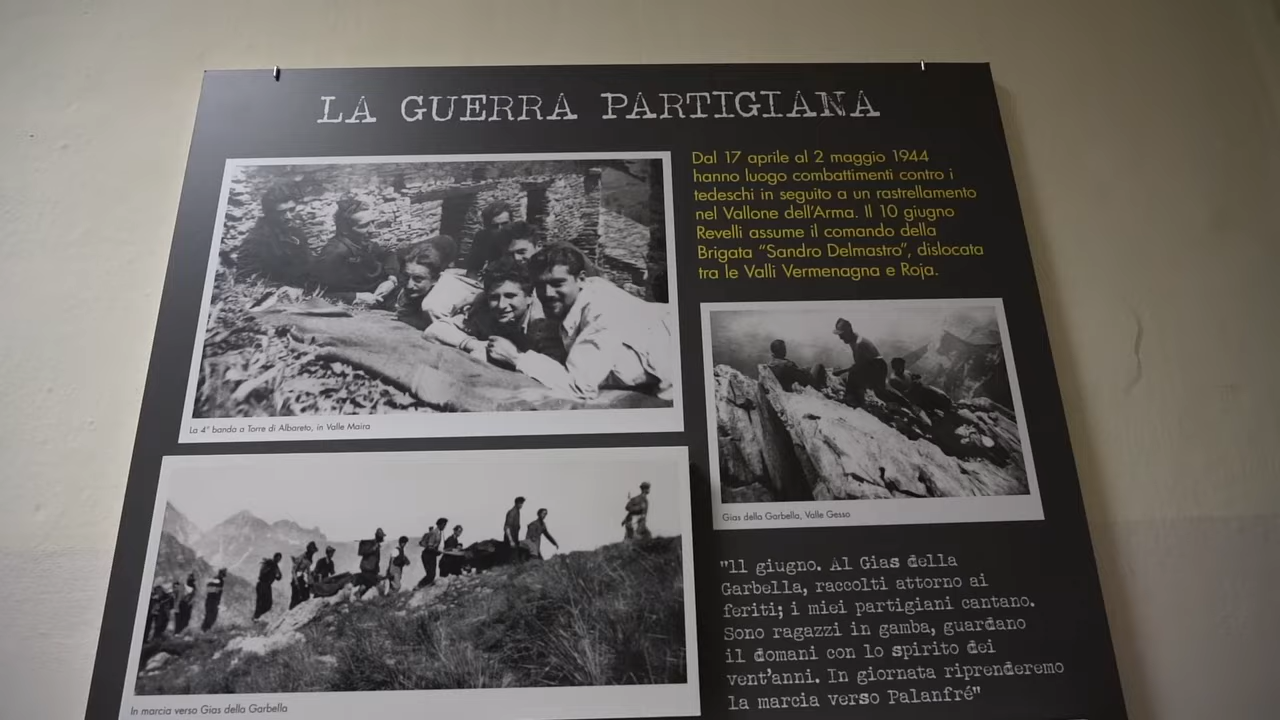 LA GUERRA PARTIGIANA
Dal 17 aprile al 2 maggio 1944
hanno luogo combattimenti contro i
tedeschi in seguito a un rastrellamento
nel Vallone dell'Arma. Il 10 giugno
Revelli assume il comando della
Brigata "Sandro Delmastro", dislocata
tra le Valli Vermenagna e Roja.
La 4° banda a Torre di Albareto, in Valle Maira
Gias della Garbella, Valle Gesso
"11 giugno. Al Gias della
Garbella, raccolti attorno ai
feriti; i miei partigiani cantano.
Sono ragazzi in gamba, guardano
il domani con lo spirito dei
vent'anni. In giornata riprenderemo
la marcia verso Palanfré"
In marcia verso Gias della Garbella